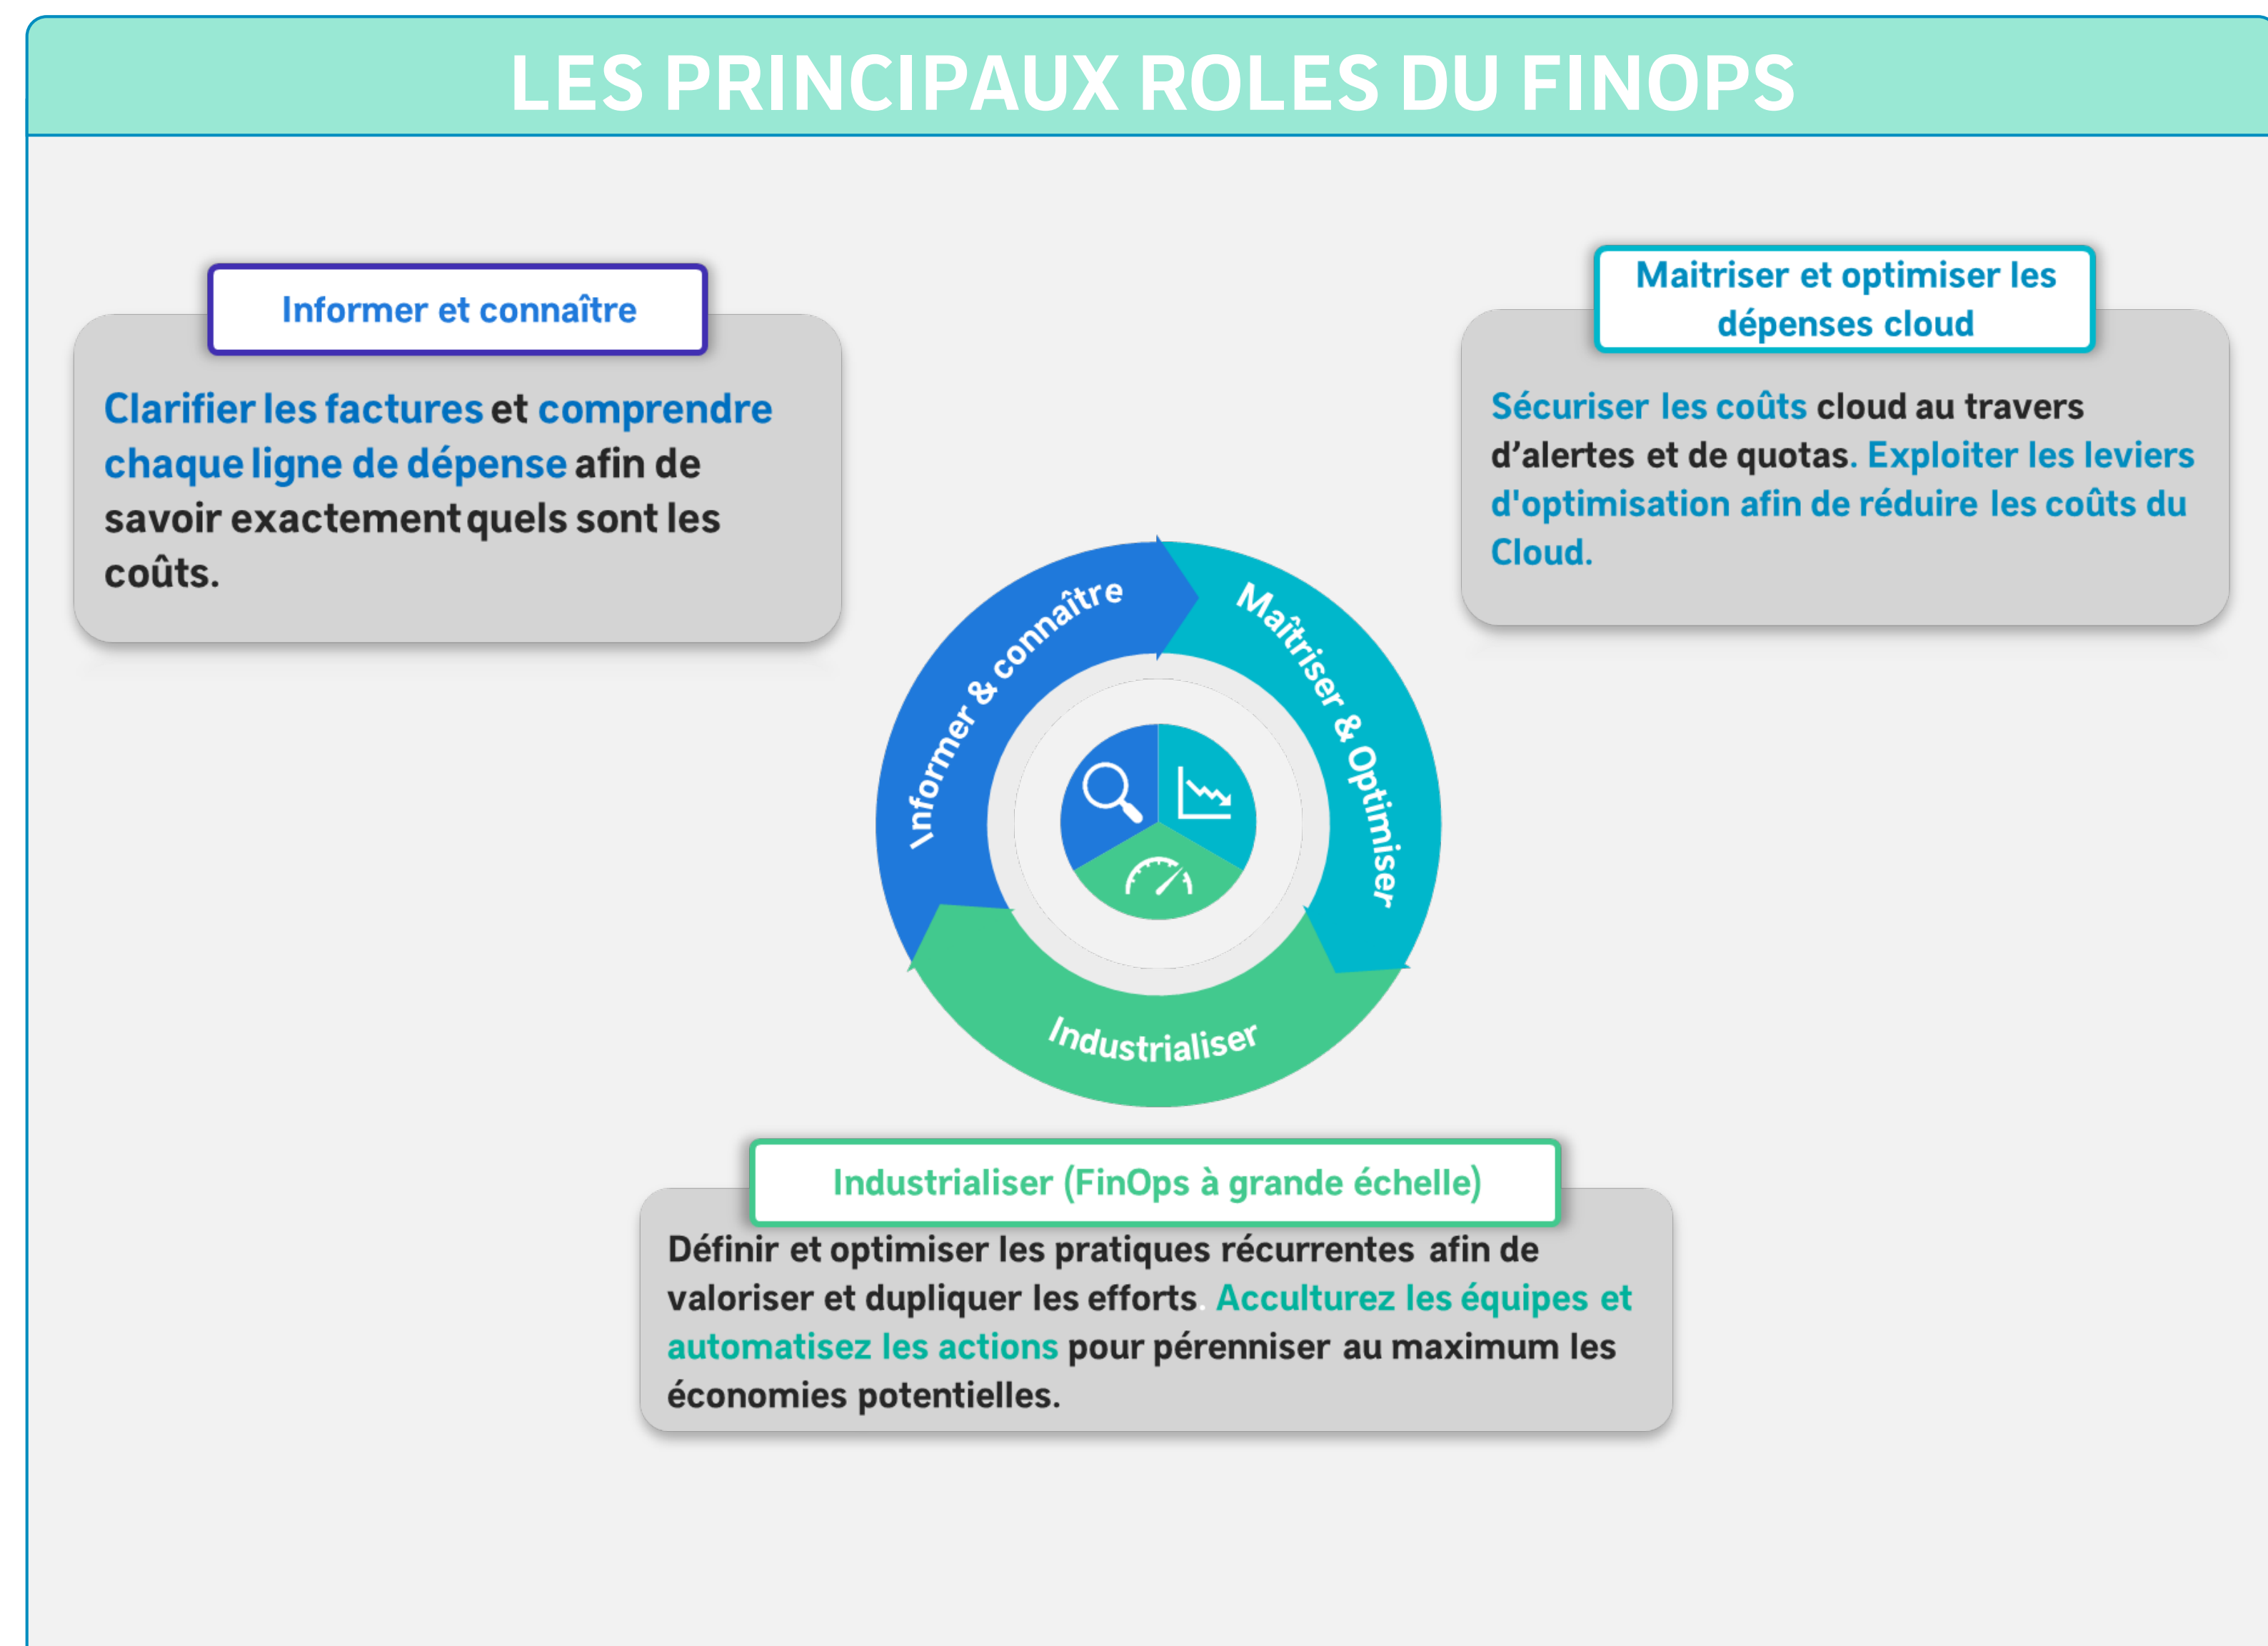 LES PRINCIPAUX ROLES DU FINOPS
Informer et connaître
Clarifier les factures et comprendre
chaque ligne de dépense afin de
savoir exactement quels sont les
coûts.
Maitriser et optimiser les
dépenses cloud
Sécuriser les coûts cloud au travers
d’alertes et de quotas. Exploiter les leviers
d'optimisation afin de réduire les coûts du
Cloud.
Informer & connaître
Maîtriser & Optimiser
Industrialiser
Industrialiser (FinOps à grande échelle)
Définir et optimiser les pratiques récurrentes afin de
valoriser et dupliquer les efforts. Acculturez les équipes et
automatisez les actions pour pérenniser au maximum les
économies potentielles.